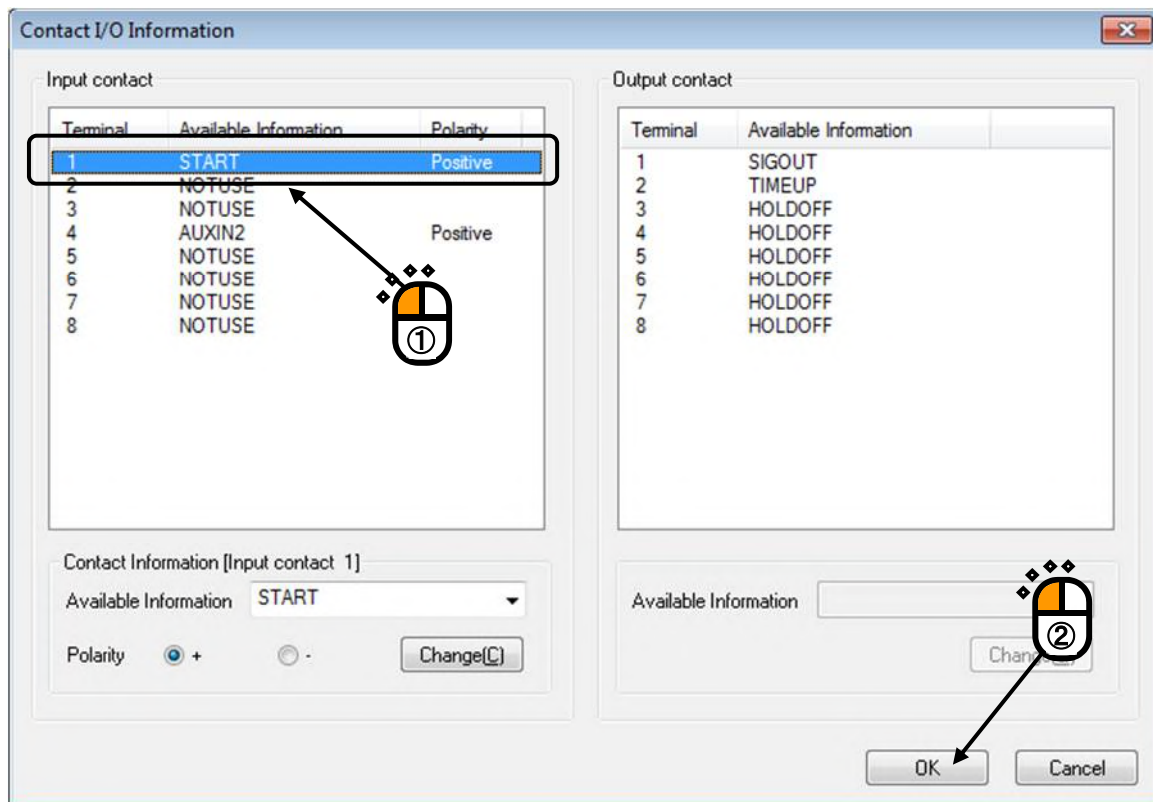 Contact I/O Information
Input contact
Terminal Available Information Polarity
1 START Positive
2 NOTUSE
3 NOTUSE
4 AUXIN2 Positive
5 NOTUSE
6 NOTUSE
7 NOTUSE
8 NOTUSE
①
Contact Information [Input contact 1]
Available Information START
Polarity + -
Change(C)
Output contact
Terminal Available Information
1 SIGOUT
2 TIMEUP
3 HOLDOFF
4 HOLDOFF
5 HOLDOFF
6 HOLDOFF
7 HOLDOFF
8 HOLDOFF
Available Information
②
OK Cancel